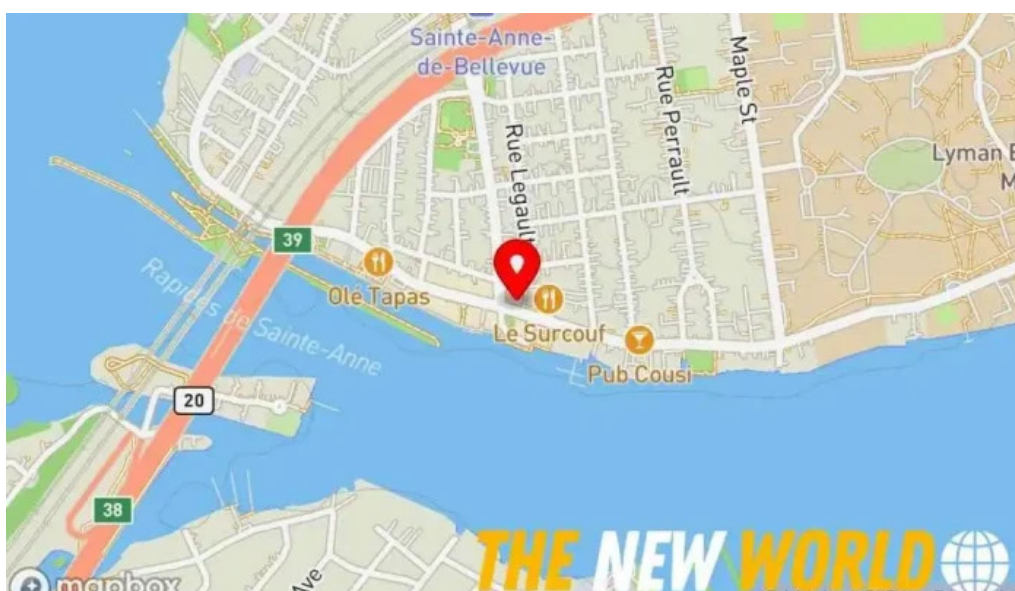 Sainte-Anne-
de-Bellevue
Maple St
Rue Perrault
Rue Legault
Lyman
39
Olé Tapas
Rapides de Sainte-Anne
Le Surcouf
Pub Cousi
20
38
THE NEW WORLD
mapbox
Ave